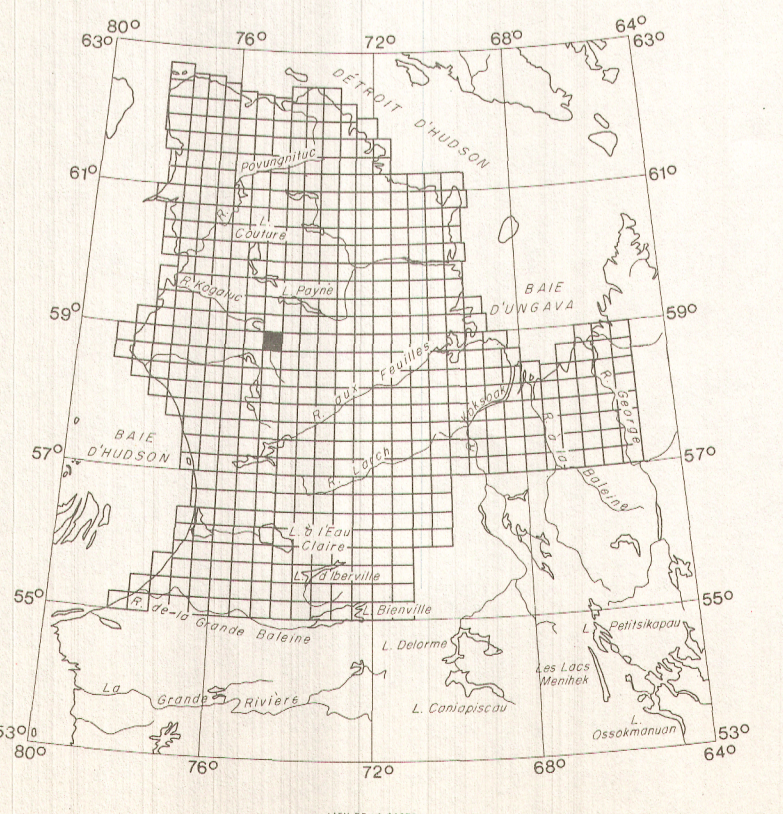 80°
76°
72°
68°
64°
63°
63°
DÉTROIT D'HUDSON
Povungnituc
R.
61°
61°
L.
Couture
R. Kogaluc
L. Payne
BAIE
D'UNGAVA
59°
59°
R. aux Feuilles
Koksoak
R. George
R. à la Baleine
BAIE
D'HUDSON
57°
57°
R. Larch
L. à l'Eau
Claire
L. d'Iberville
55°
55°
R. de-la Grande Baleine
L. Bienville
L. Petitsikapau
L. Delorme
Les Lacs
Menihek
La Grande Rivière
L. Caniapiscau
L.
Ossokmanuan
53°
53°
80°
76°
72°
68°
64°